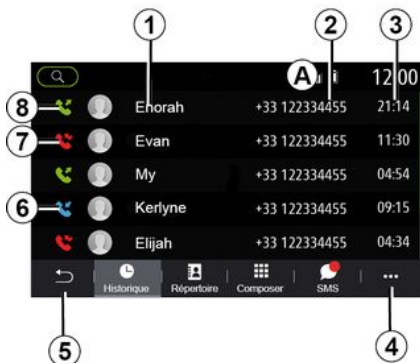 1 2 3
A 12:00
8 Enorah +33 122334455 21:14
7 Evan +33 122334455 11:30
My +33 122334455 04:54
6 Kerlyne +33 122334455 09:15
Elijah +33 122334455 04:34
Historique Répertoire Composer SMS ...
5 4